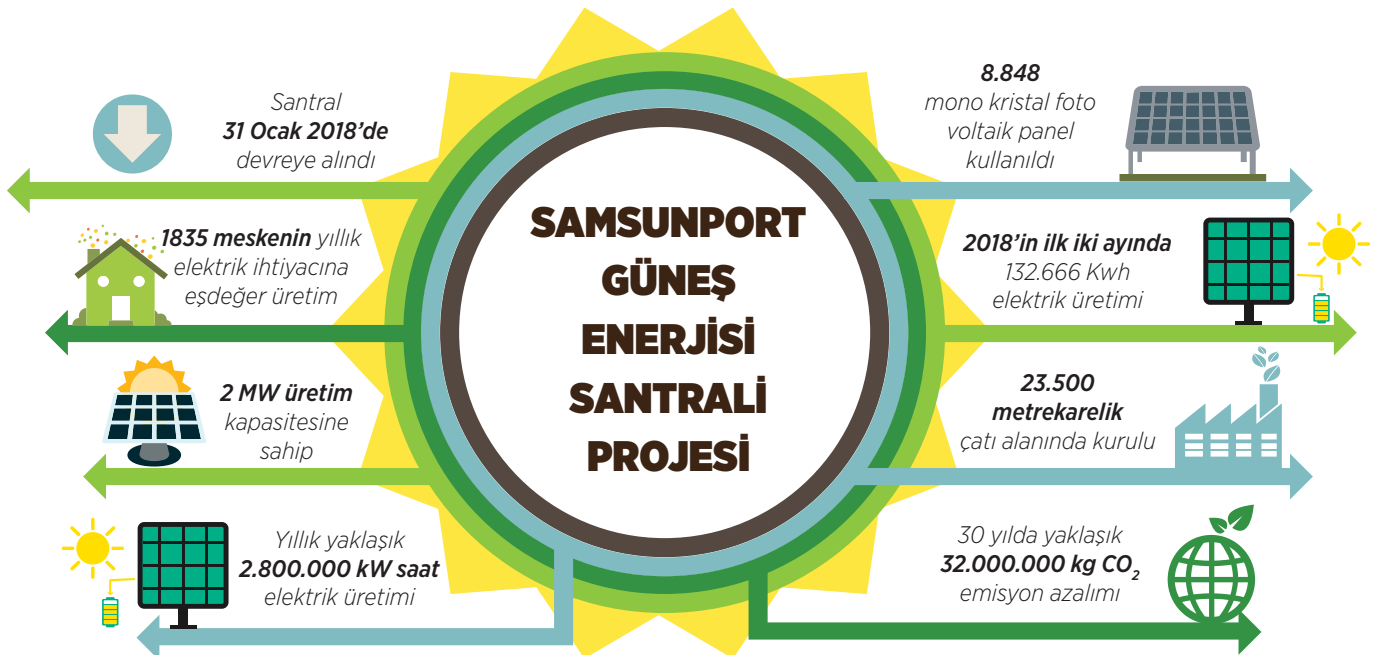 SAMSUNPORT
GÜNEŞ
ENERJİSİ
SANTRALİ
PROJESİ
Santral
31 Ocak 2018’de
devreye alındı
1835 meskenin yıllık
elektrik ihtiyacına
eşdeğer üretim
2 MW üretim
kapasitesine
sahip
Yıllık yaklaşık
2.800.000 kW saat
elektrik üretimi
8.848
mono kristal foto
voltaik panel
kullanıldı
2018’in ilk iki ayında
132.666 Kwh
elektrik üretimi
23.500
metrekarelik
çatı alanında kurulu
30 yılda yaklaşık
32.000.000 kg CO₂
emisyon azalımı